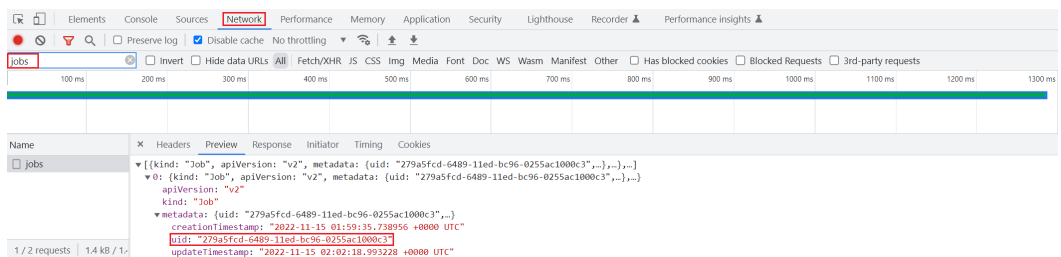 Elements Console Sources Network Performance Memory Application Security Lighthouse Recorder Performance insights
Preserve log Disable cache No throttling
jobs Invert Hide data URLs All Fetch/XHR JS CSS Img Media Font Doc WS Wasm Manifest Other Has blocked cookies Blocked Requests 3rd-party requests
100 ms 200 ms 300 ms 400 ms 500 ms 600 ms 700 ms 800 ms 900 ms 1000 ms 1100 ms 1200 ms 1300 ms
Name × Headers Preview Response Initiator Timing Cookies
jobs ▼[{kind: "Job", apiVersion: "v2", metadata: {uid: "279a5fcd-6489-11ed-bc96-0255ac1000c3",…},…},…]
▼0: {kind: "Job", apiVersion: "v2", metadata: {uid: "279a5fcd-6489-11ed-bc96-0255ac1000c3",…},…}
apiVersion: "v2"
kind: "Job"
▼metadata: {uid: "279a5fcd-6489-11ed-bc96-0255ac1000c3",…}
creationTimestamp: "2022-11-15 01:59:35.738956 +0000 UTC"
uid: "279a5fcd-6489-11ed-bc96-0255ac1000c3"
1 / 2 requests 1.4 kB / 1. updateTimestamp: "2022-11-15 02:02:18.993228 +0000 UTC"